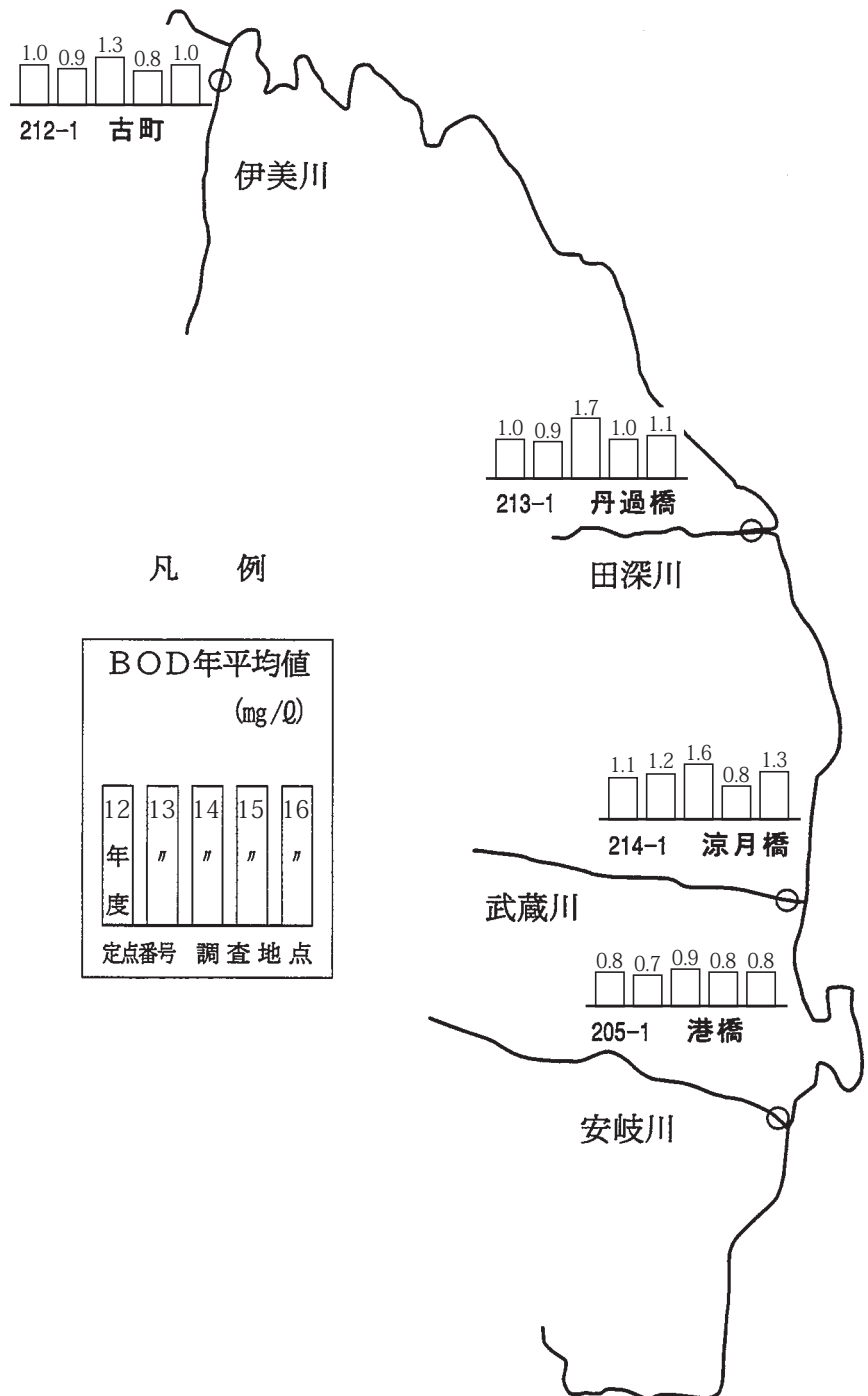 1.0 0.9 1.3 0.8 1.0
212-1 古町
伊美川
1.0 0.9 1.7 1.0 1.1
213-1 丹過橋
田深川
凡 例
BOD年平均値
(mg/ℓ)
12 13 14 15 16
年 〃 〃 〃 〃
度
定点番号 調査地点
1.1 1.2 1.6 0.8 1.3
214-1 涼月橋
武蔵川
0.8 0.7 0.9 0.8 0.8
205-1 港橋
安岐川